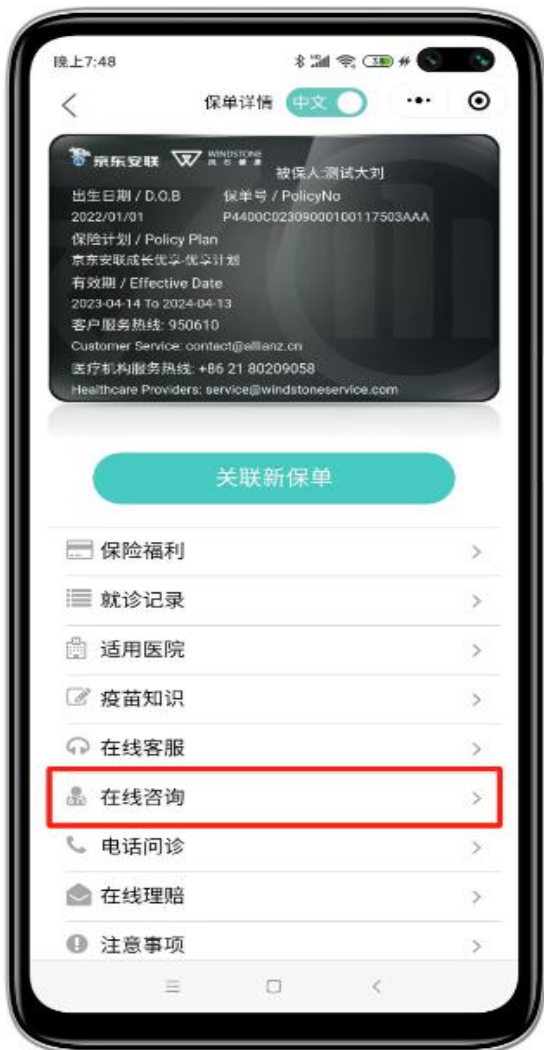 晚上7:48
保单详情 中文
京东安联 WINDSTONE
被保人:测试大刘
出生日期 / D.O.B 保单号 / PolicyNo
2022/01/01 P4400C02309000100117503AAA
保险计划 / Policy Plan
京东安联成长优享-优享计划
有效期 / Effective Date
2023-04-14 To 2024-04-13
客户服务热线: 950610
Customer Service: contact@allianz.cn
医疗机构服务热线: +86 21 80209058
Healthcare Providers: service@windstoneservice.com
关联新保单
保险福利
就诊记录
适用医院
疫苗知识
在线客服
在线咨询
电话问诊
在线理赔
注意事项